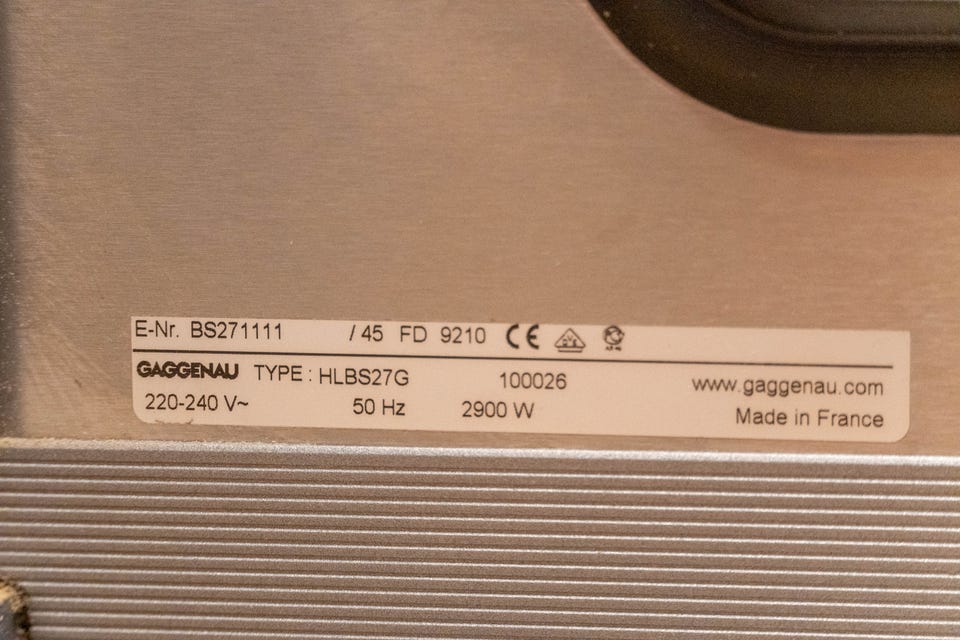 E-Nr. BS271111 / 45 FD 9210 CE
GAGGENAU TYPE : HLBS27G 100026 www.gaggenau.com
220-240 V~ 50 Hz 2900 W Made in France